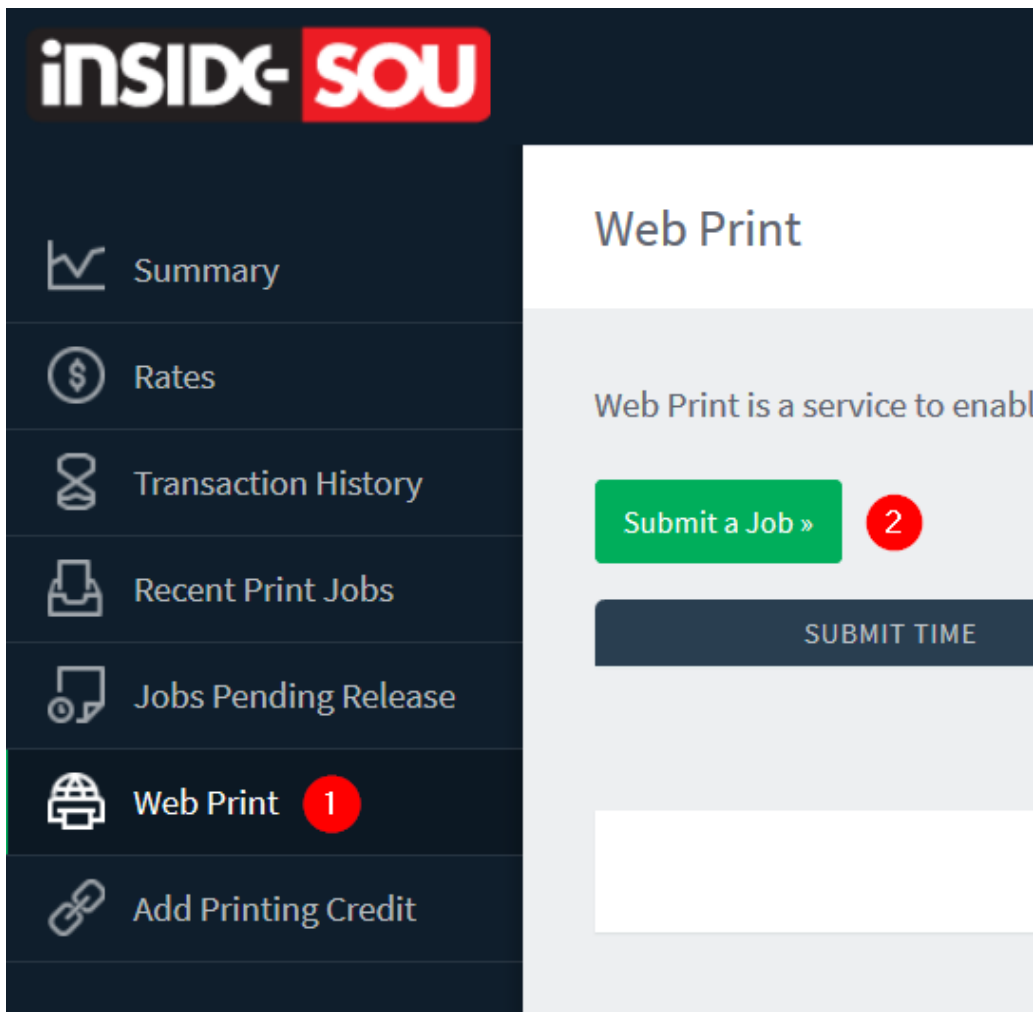 inSIDE SOU
Summary
Rates
Transaction History
Recent Print Jobs
Jobs Pending Release
Web Print 1
Add Printing Credit
Web Print
Web Print is a service to enabl
Submit a Job » 2
SUBMIT TIME